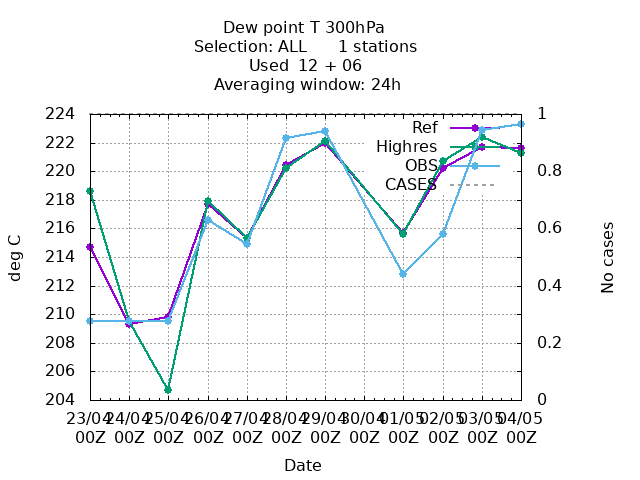 Dew point T 300hPa
Selection: ALL      1 stations
Used  12 + 06
Averaging window: 24h
224
222
220
218
216
214
212
210
208
206
204
1
0.8
0.6
0.4
0.2
0
deg C
No cases
Ref
Highres
OBS
CASES
23/04 24/04 25/04 26/04 27/04 28/04 29/04 30/04 01/05 02/05 03/05 04/05
00Z 00Z 00Z 00Z 00Z 00Z 00Z 00Z 00Z 00Z 00Z 00Z
Date